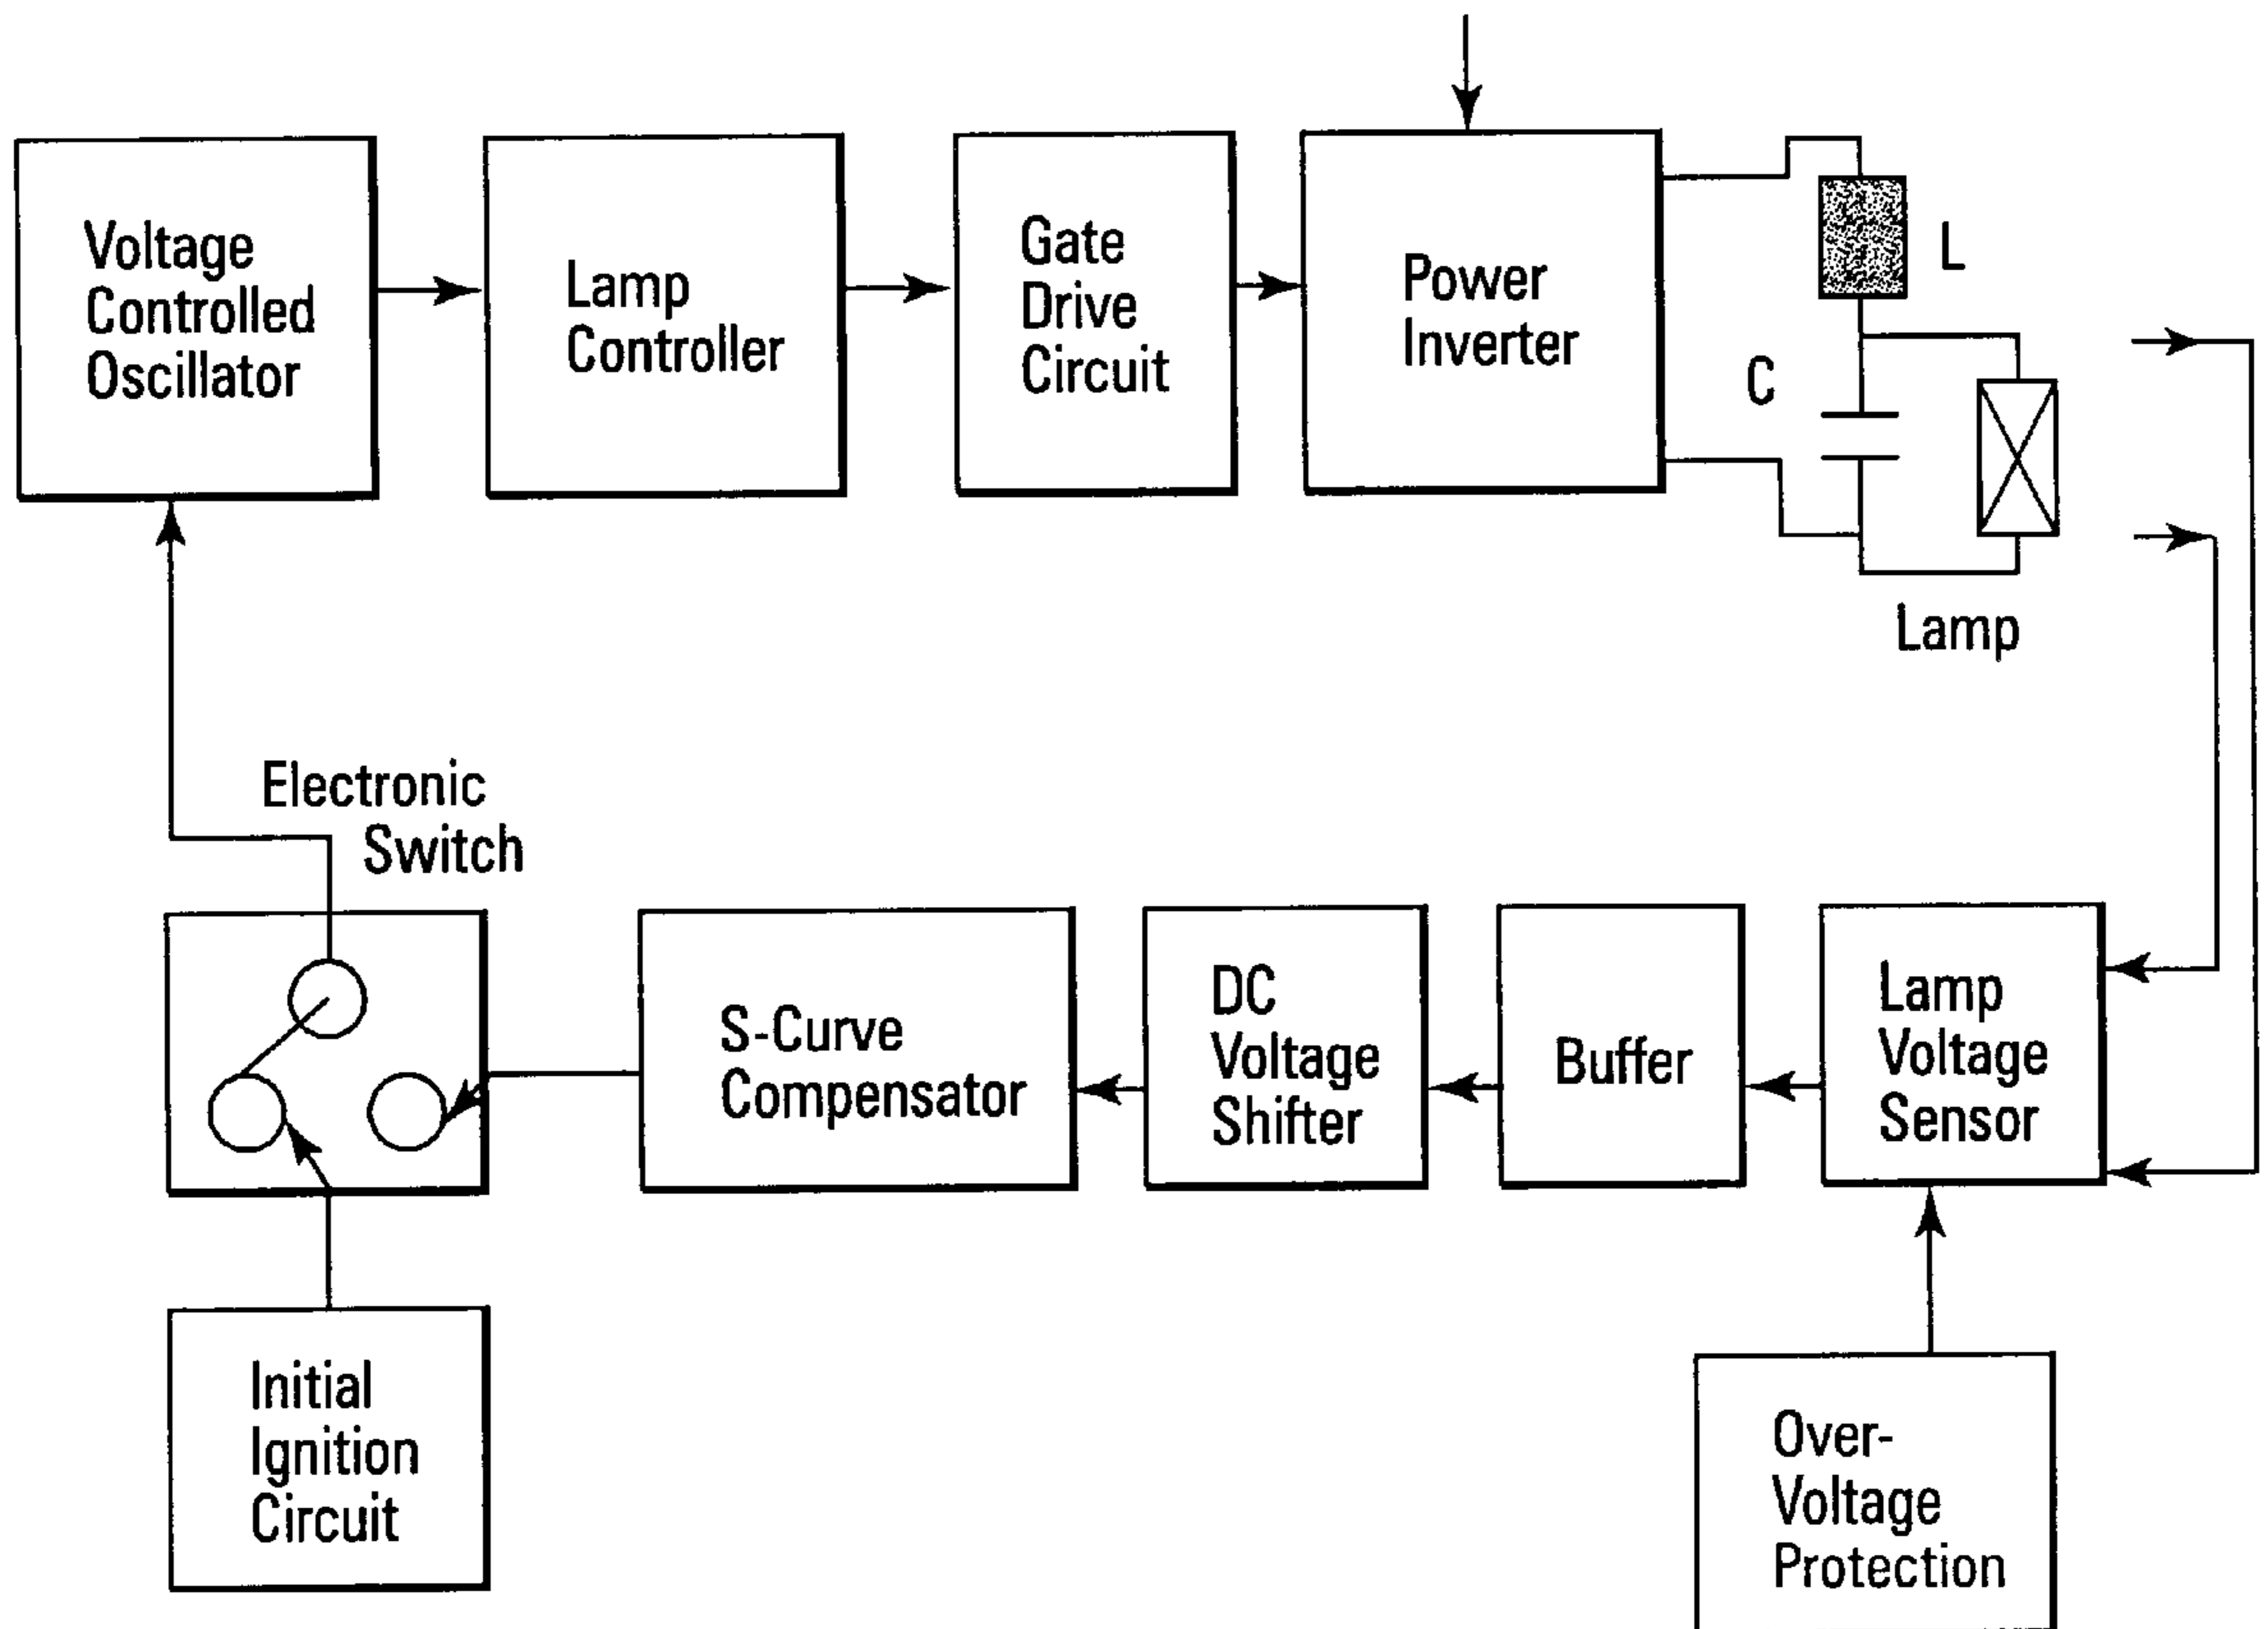 Voltage
Controlled
Oscillator
Lamp
Controller
Gate
Drive
Circuit
Power
Inverter
L
C
Lamp
Electronic
Switch
S-Curve
Compensator
DC
Voltage
Shifter
Buffer
Lamp
Voltage
Sensor
Initial
Ignition
Circuit
Over-
Voltage
Protection